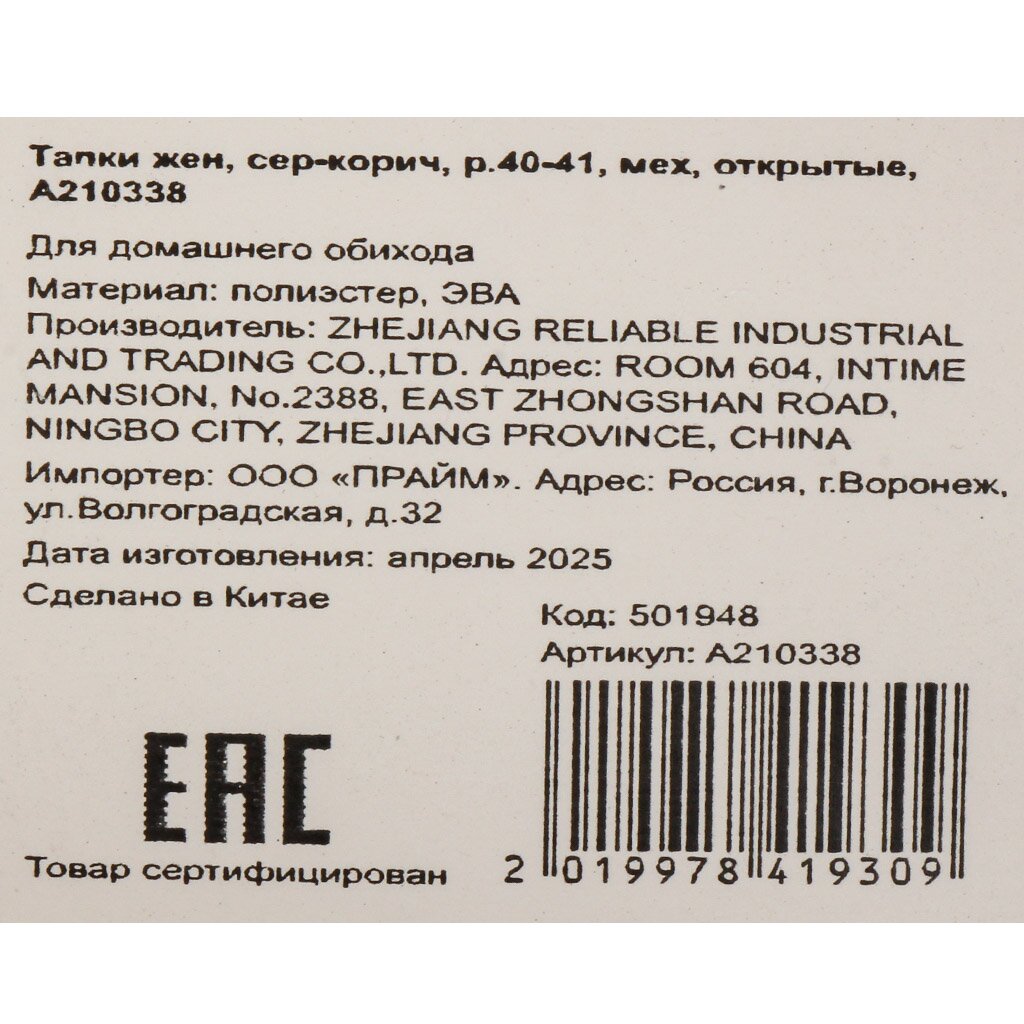 Тапки жен, сер-корич, р.40-41, мех, открытые,
А210338
Для домашнего обихода
Материал: полиэстер, ЭВА
Производитель: ZHEJIANG RELIABLE INDUSTRIAL
AND TRADING CO.,LTD. Адрес: ROOM 604, INTIME
MANSION, No.2388, EAST ZHONGSHAN ROAD,
NINGBO CITY, ZHEJIANG PROVINCE, CHINA
Импортер: ООО «ПРАЙМ». Адрес: Россия, г.Воронеж,
ул.Волгоградская, д.32
Дата изготовления: апрель 2025
Сделано в Китае
Код: 501948
Артикул: А210338
EAC
Товар сертифицирован
2 019978 419309